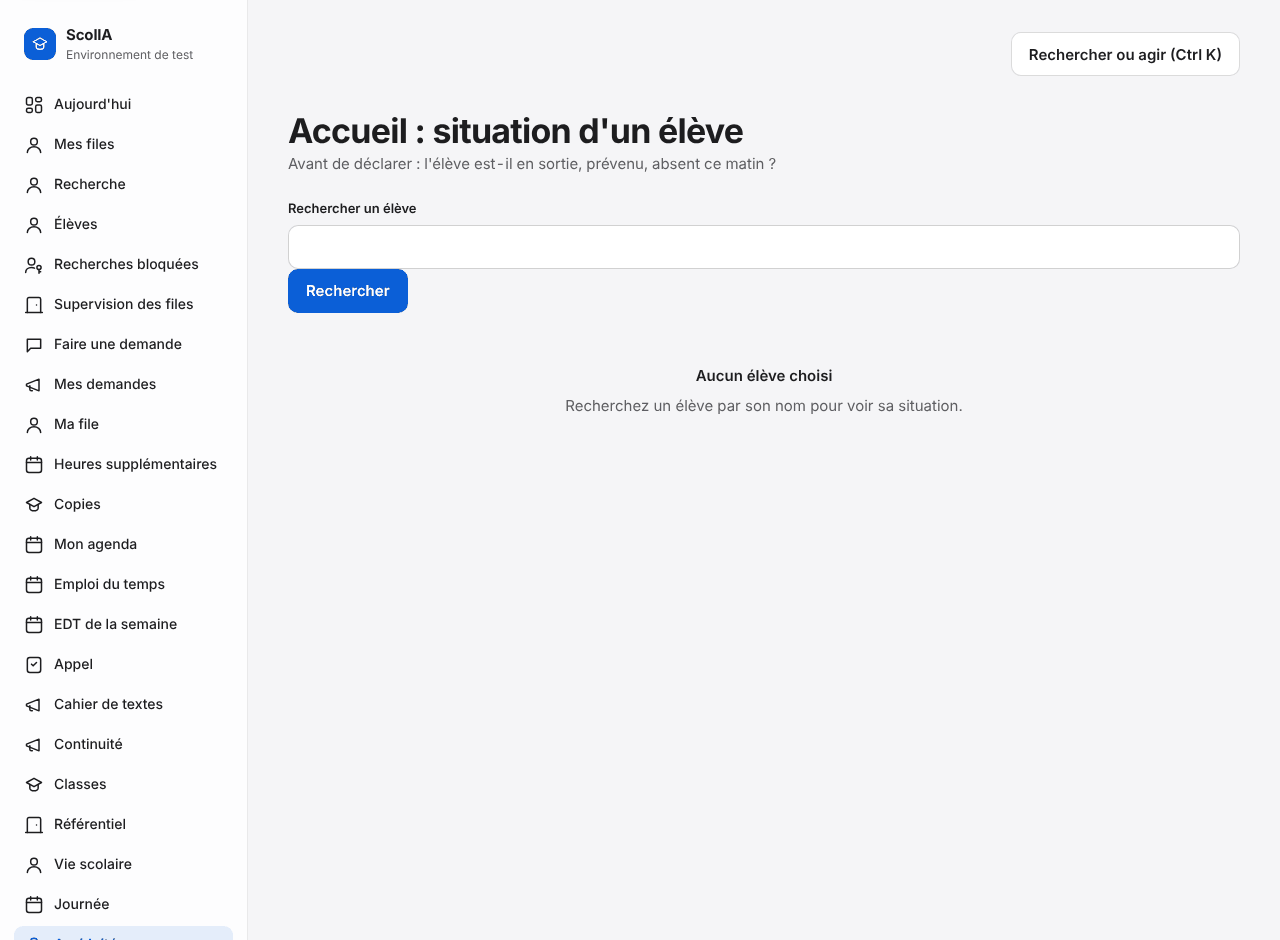 ScolIA
Environnement de test
Aujourd'hui
Mes files
Recherche
Élèves
Recherches bloquées
Supervision des files
Faire une demande
Mes demandes
Ma file
Heures supplémentaires
Copies
Mon agenda
Emploi du temps
EDT de la semaine
Appel
Cahier de textes
Continuité
Classes
Référentiel
Vie scolaire
Journée
Rechercher ou agir (Ctrl K)
Accueil : situation d'un élève
Avant de déclarer : l'élève est-il en sortie, prévenu, absent ce matin ?
Rechercher un élève
Rechercher
Aucun élève choisi
Recherchez un élève par son nom pour voir sa situation.